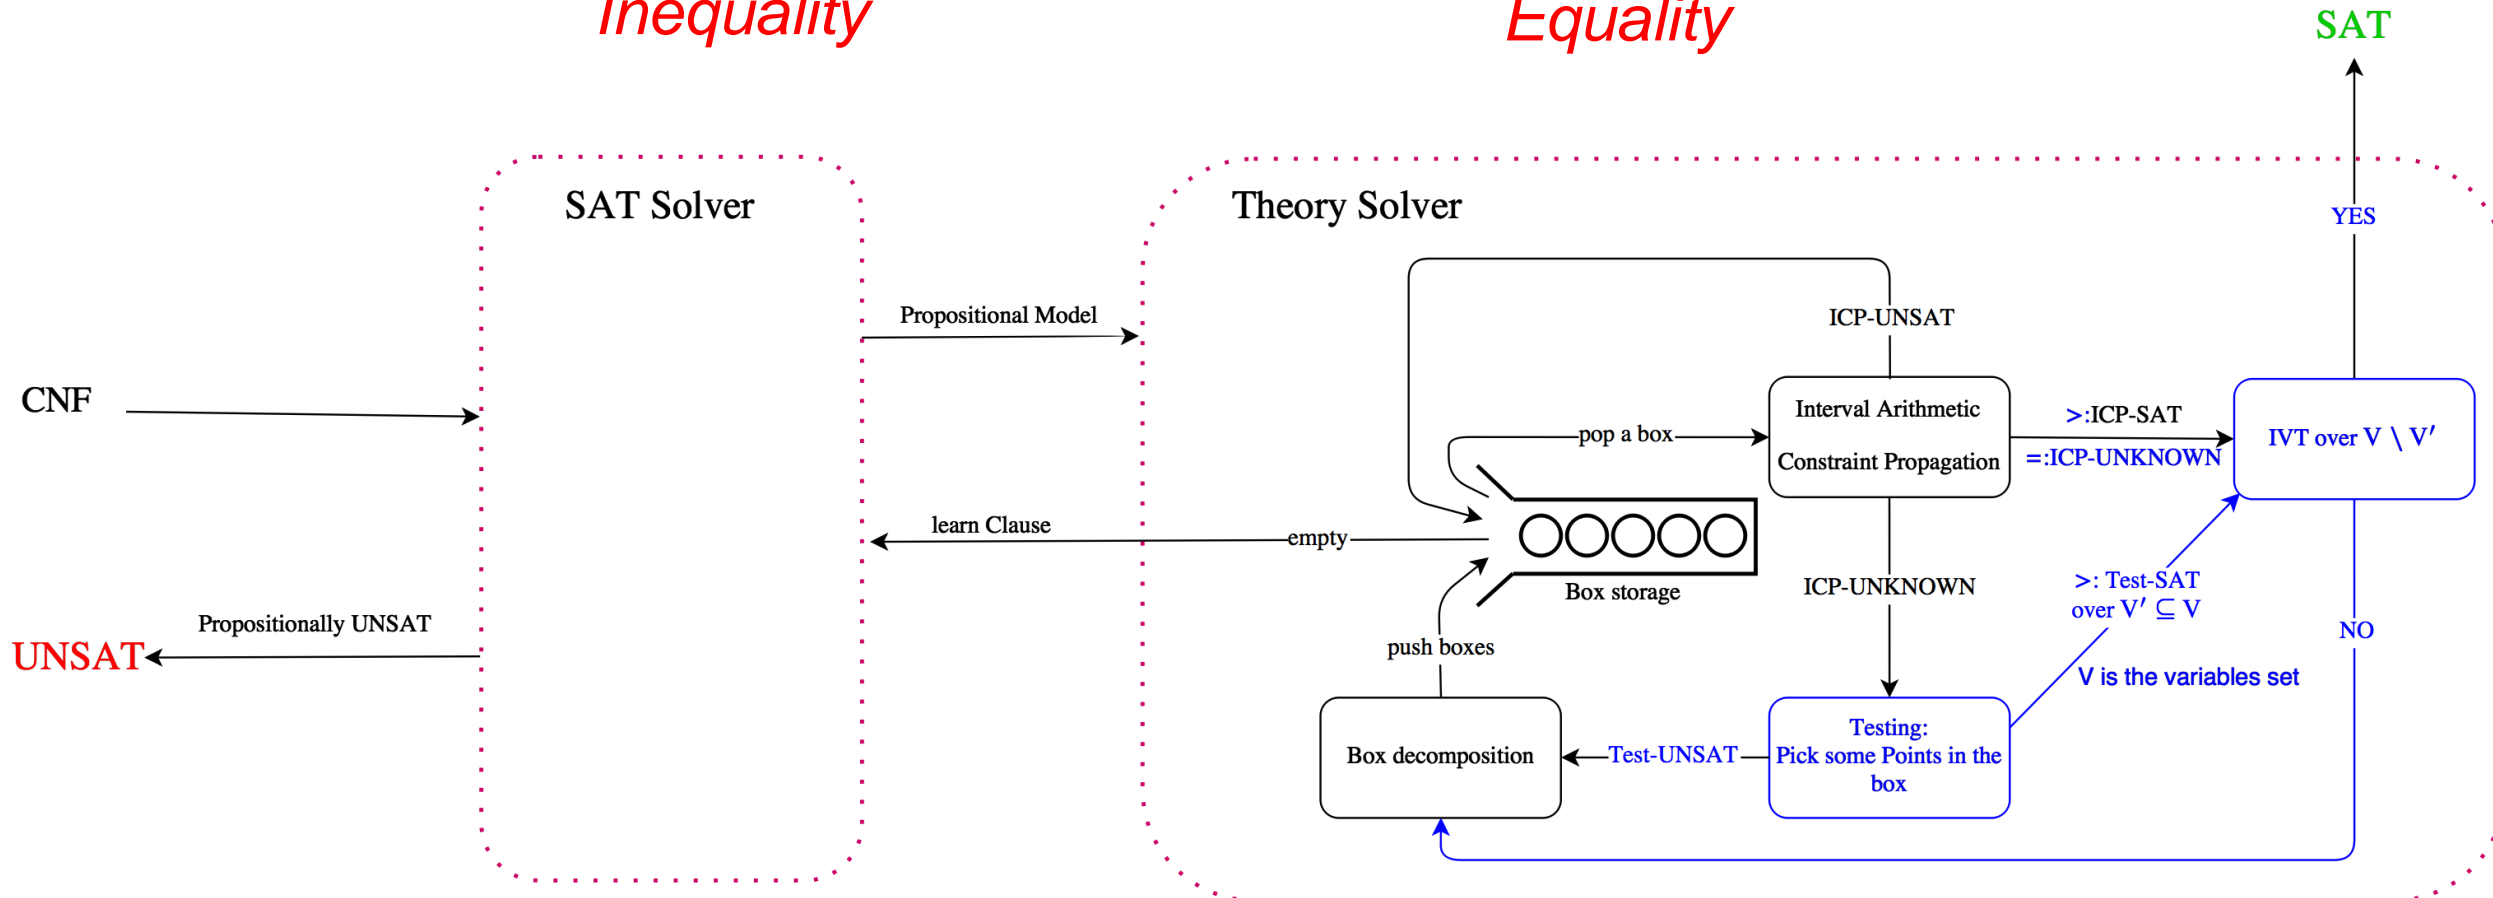 Inequality
Equality
SAT
YES
SAT Solver
Theory Solver
Propositional Model
ICP-UNSAT
CNF
Interval Arithmetic
Constraint Propagation
pop a box
>:ICP-SAT
=:ICP-UNKNOWN
IVT over V \ V′
learn Clause
empty
Box storage
ICP-UNKNOWN
>: Test-SAT
over V′ ⊆ V
NO
Propositionally UNSAT
UNSAT
push boxes
V is the variables set
Box decomposition
Test-UNSAT
Testing:
Pick some Points in the
box